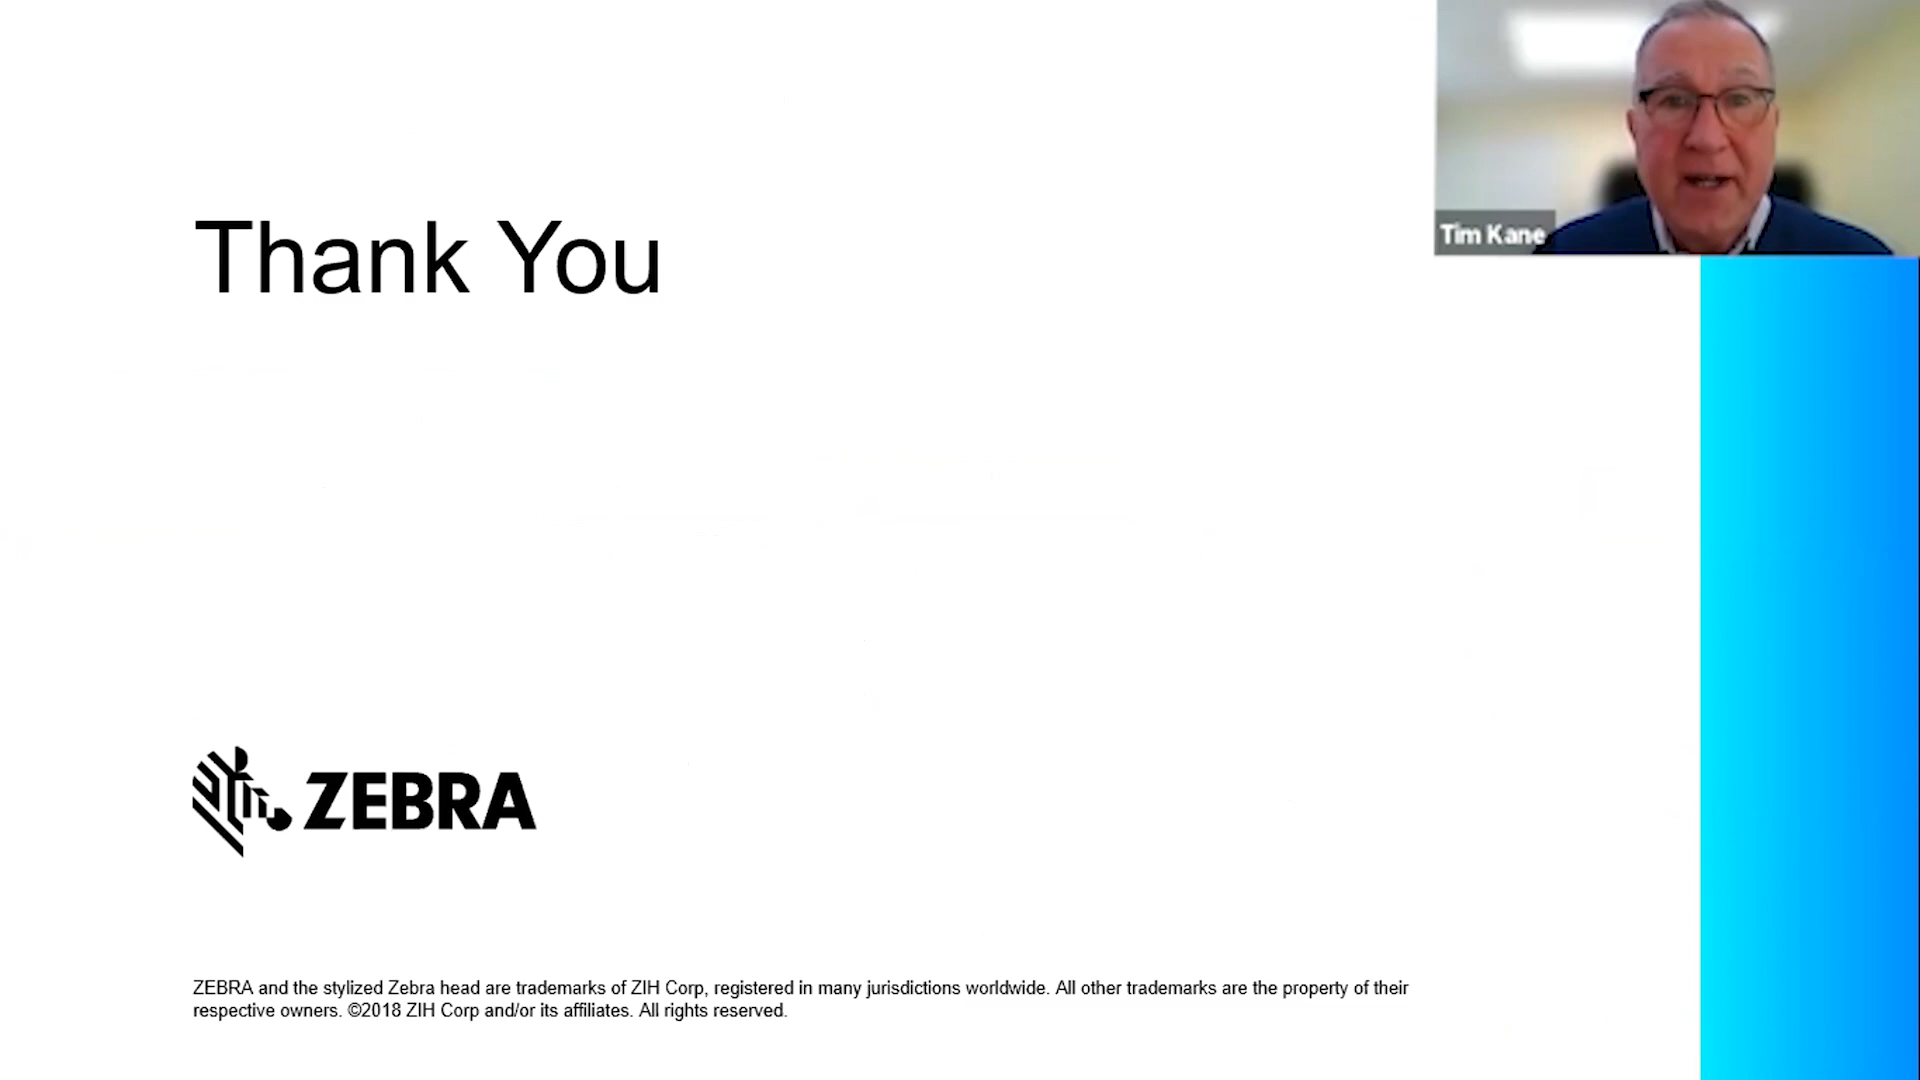 Tim Kane
Thank You
ZEBRA
ZEBRA and the stylized Zebra head are trademarks of ZIH Corp, registered in many jurisdictions worldwide. All other trademarks are the property of their
respective owners. ©2018 ZIH Corp and/or its affiliates. All rights reserved.